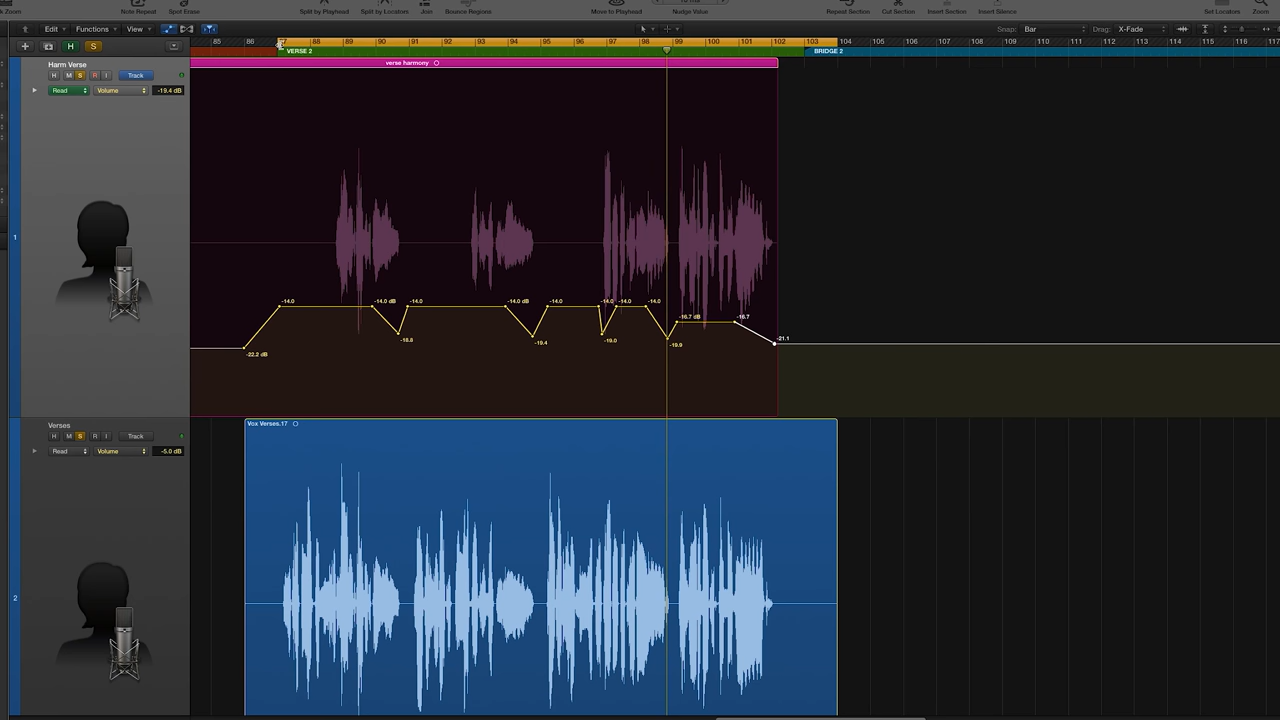 Zoom Note Repeat Spot Erase Split by Playhead Split by Locators Join Bounce Regions Move to Playhead Nudge Value Repeat Section Cut Section Insert Section Insert Silence Set Locators Zoom
Edit Functions View Snap: Bar Drag: X-Fade
H S 85 86 87 88 89 90 91 92 93 94 95 96 97 98 99 100 101 102 103 104 105 106 107 108 109 110 111 112 113 114 115 116 117
VERSE 2 BRIDGE 2
Harm Verse verse harmony
H M S R I Track
Read Volume -19.4 dB
1
-14.0 -14.0 dB -14.0 -14.0 dB -14.0 -14.0 -14.0 -14.0
-16.7 dB -16.7
-22.2 dB -18.8 -19.4 -19.0 -19.9 -21.1
Verses Vox Verses.17
H M S R I Track
Read Volume -5.0 dB
2